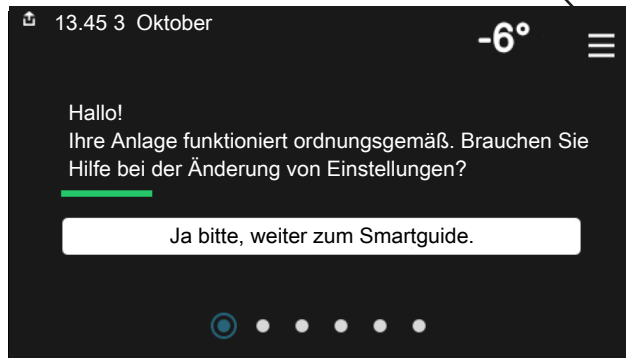 13.45 3 Oktober
-6°
Hallo!
Ihre Anlage funktioniert ordnungsgemäß. Brauchen Sie
Hilfe bei der Änderung von Einstellungen?
Ja bitte, weiter zum Smartguide.